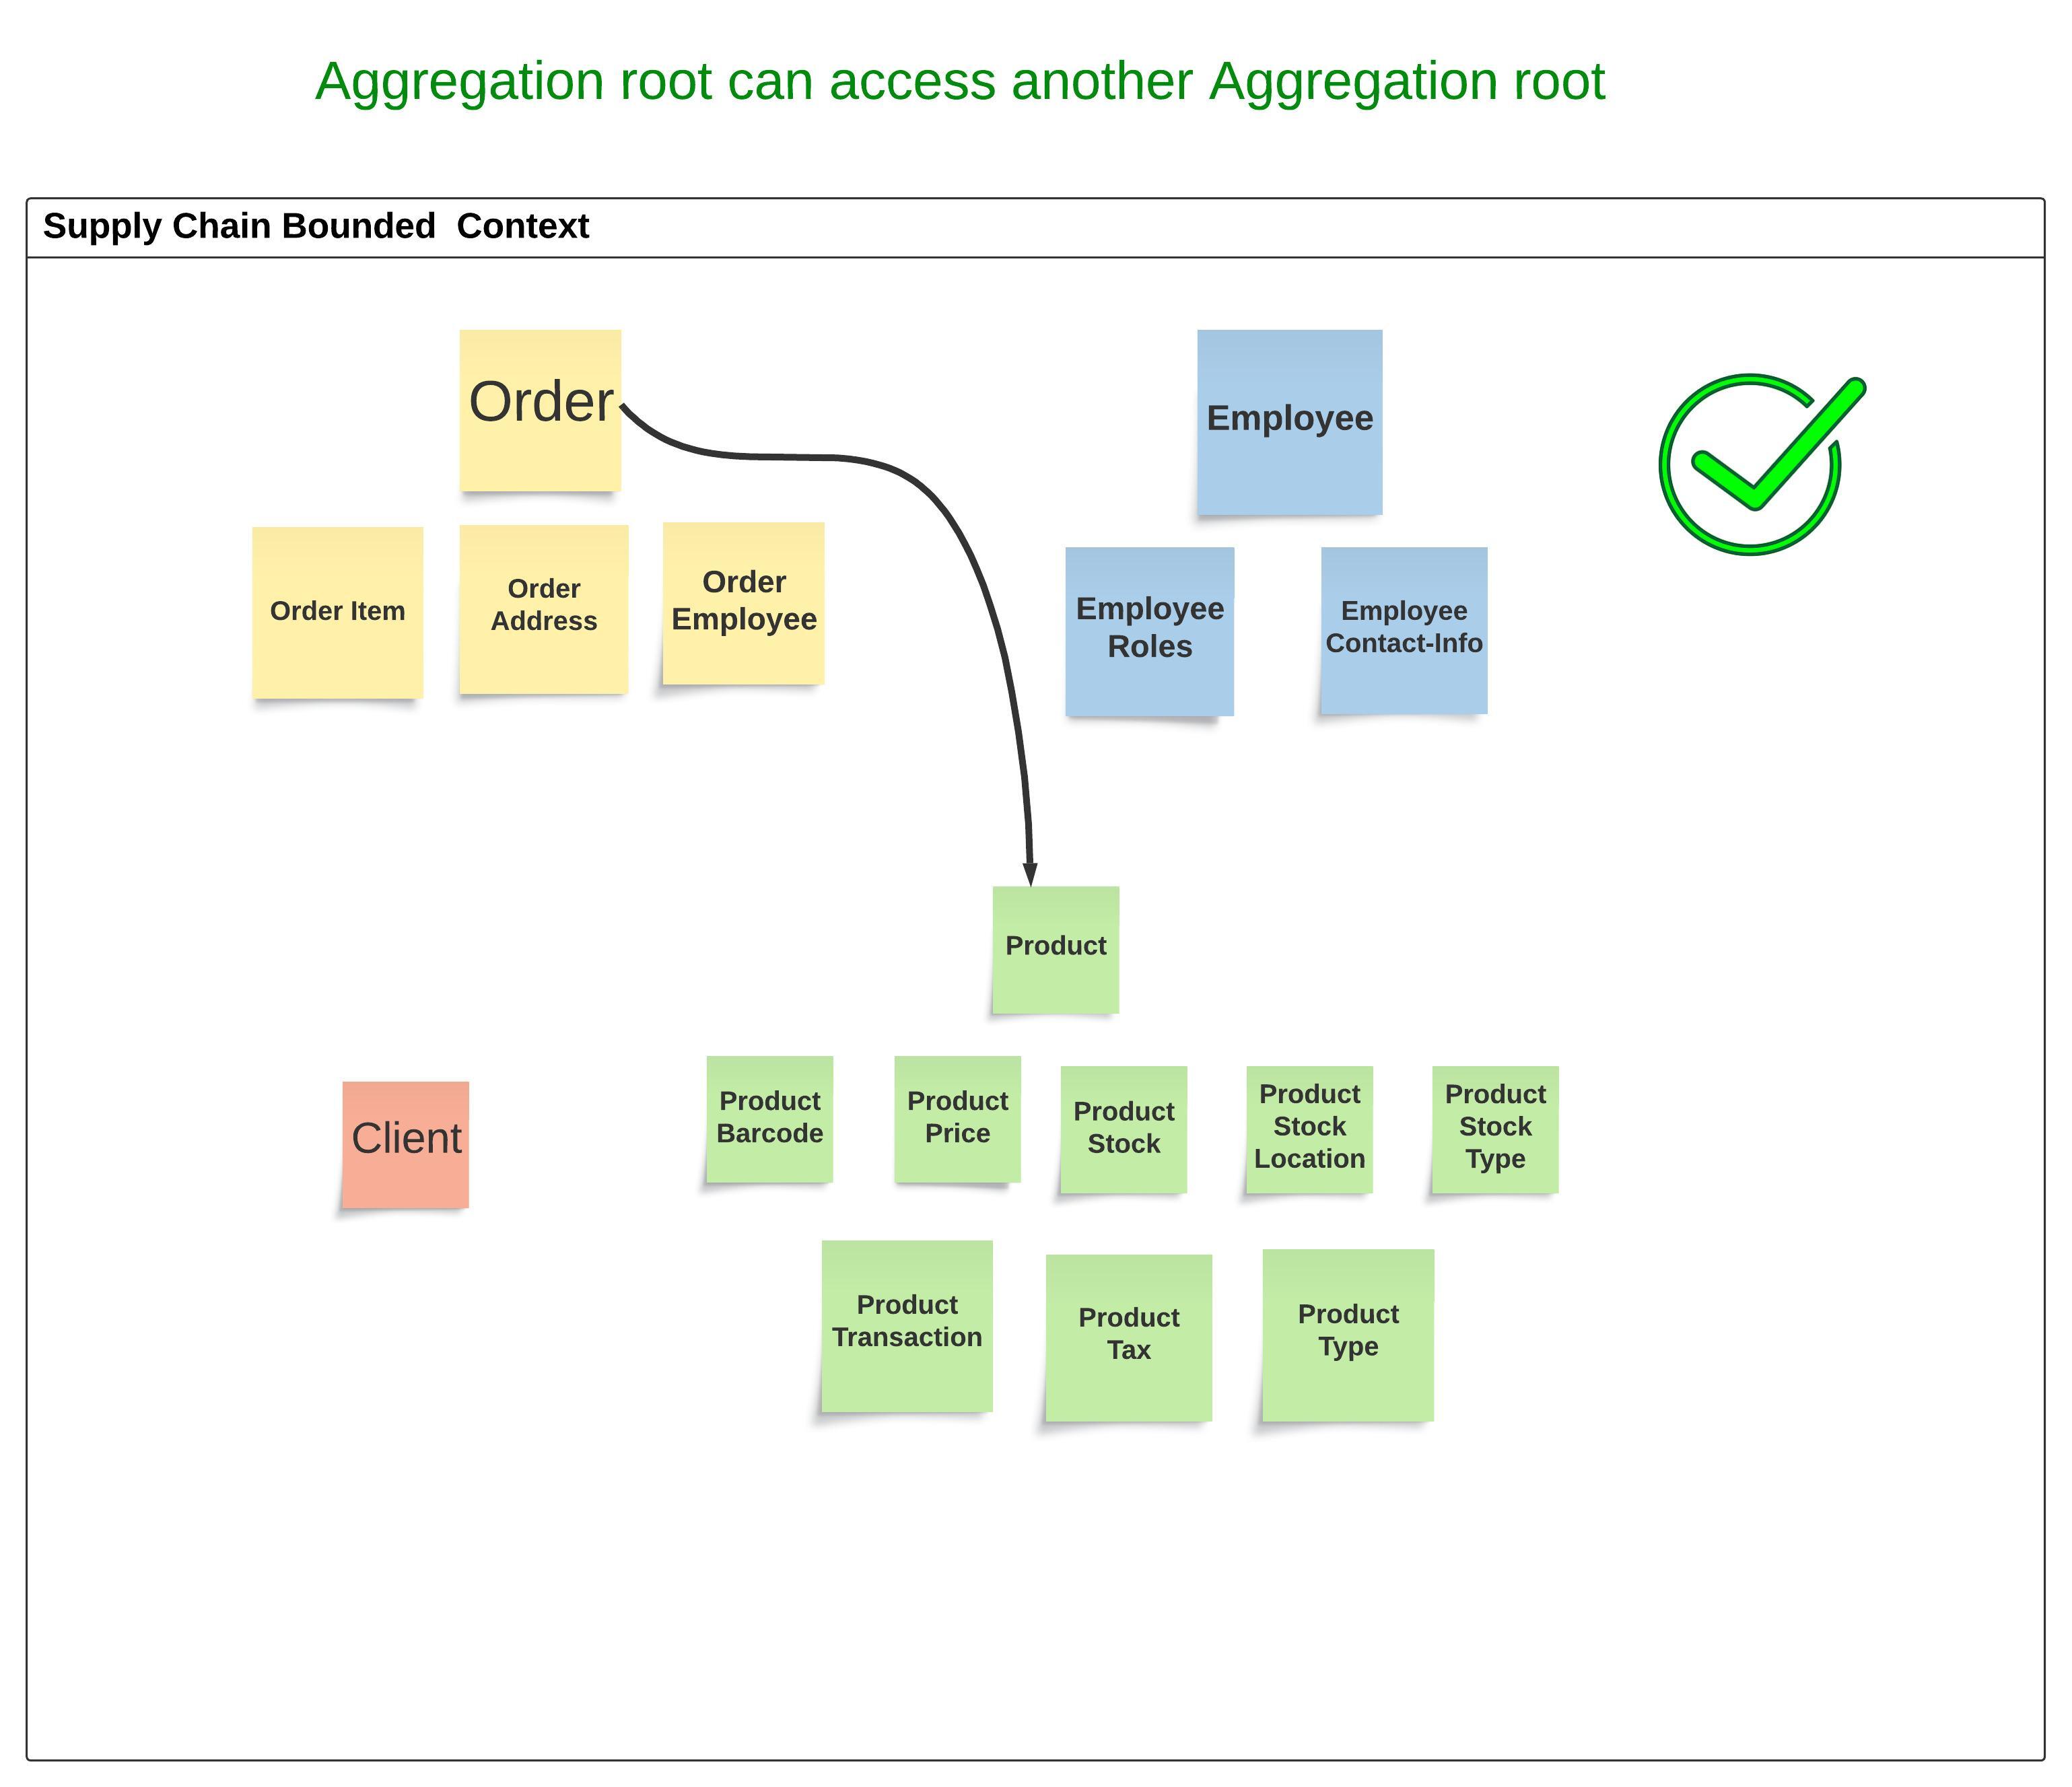 Aggregation root can access another Aggregation root
Supply Chain Bounded  Context
Order
Employee
Order Item
Order
Address
Order
Employee
Employee
Roles
Employee
Contact-Info
Product
Client
Product
Barcode
Product
Price
Product
Stock
Product
Stock
Location
Product
Stock
Type
Product
Transaction
Product
Tax
Product
Type